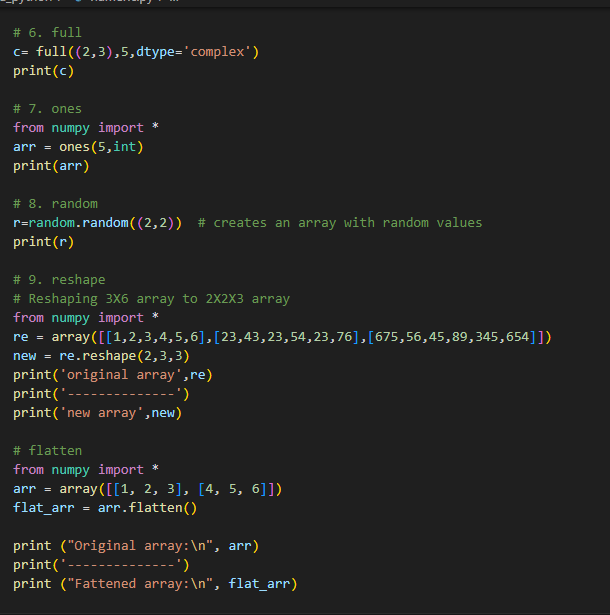 # 6. full
c= full((2,3),5,dtype='complex')
print(c)
# 7. ones
from numpy import *
arr = ones(5,int)
print(arr)
# 8. random
r=random.random((2,2))  # creates an array with random values
print(r)
# 9. reshape
# Reshaping 3X6 array to 2X2X3 array
from numpy import *
re = array([[1,2,3,4,5,6],[23,43,23,54,23,76],[675,56,45,89,345,654]])
new = re.reshape(2,3,3)
print('original array',re)
print('--------------')
print('new array',new)
# flatten
from numpy import *
arr = array([[1, 2, 3], [4, 5, 6]])
flat_arr = arr.flatten()
print ("Original array:\n", arr)
print('--------------')
print ("Fattened array:\n", flat_arr)